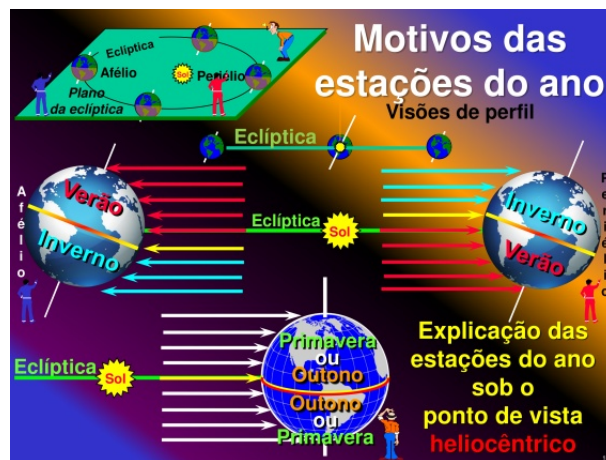 Motivos das
estações do ano
Visões de perfil
Eclíptica
Afélio
Sol
Periélio
Plano
da eclíptica
Eclíptica
Afélio
Verão
Inverno
Eclíptica
Sol
Inverno
Verão
Eclíptica
Sol
Primavera
ou
Outono
Outono
ou
Primavera
Explicação das
estações do ano
sob o
ponto de vista
heliocêntrico